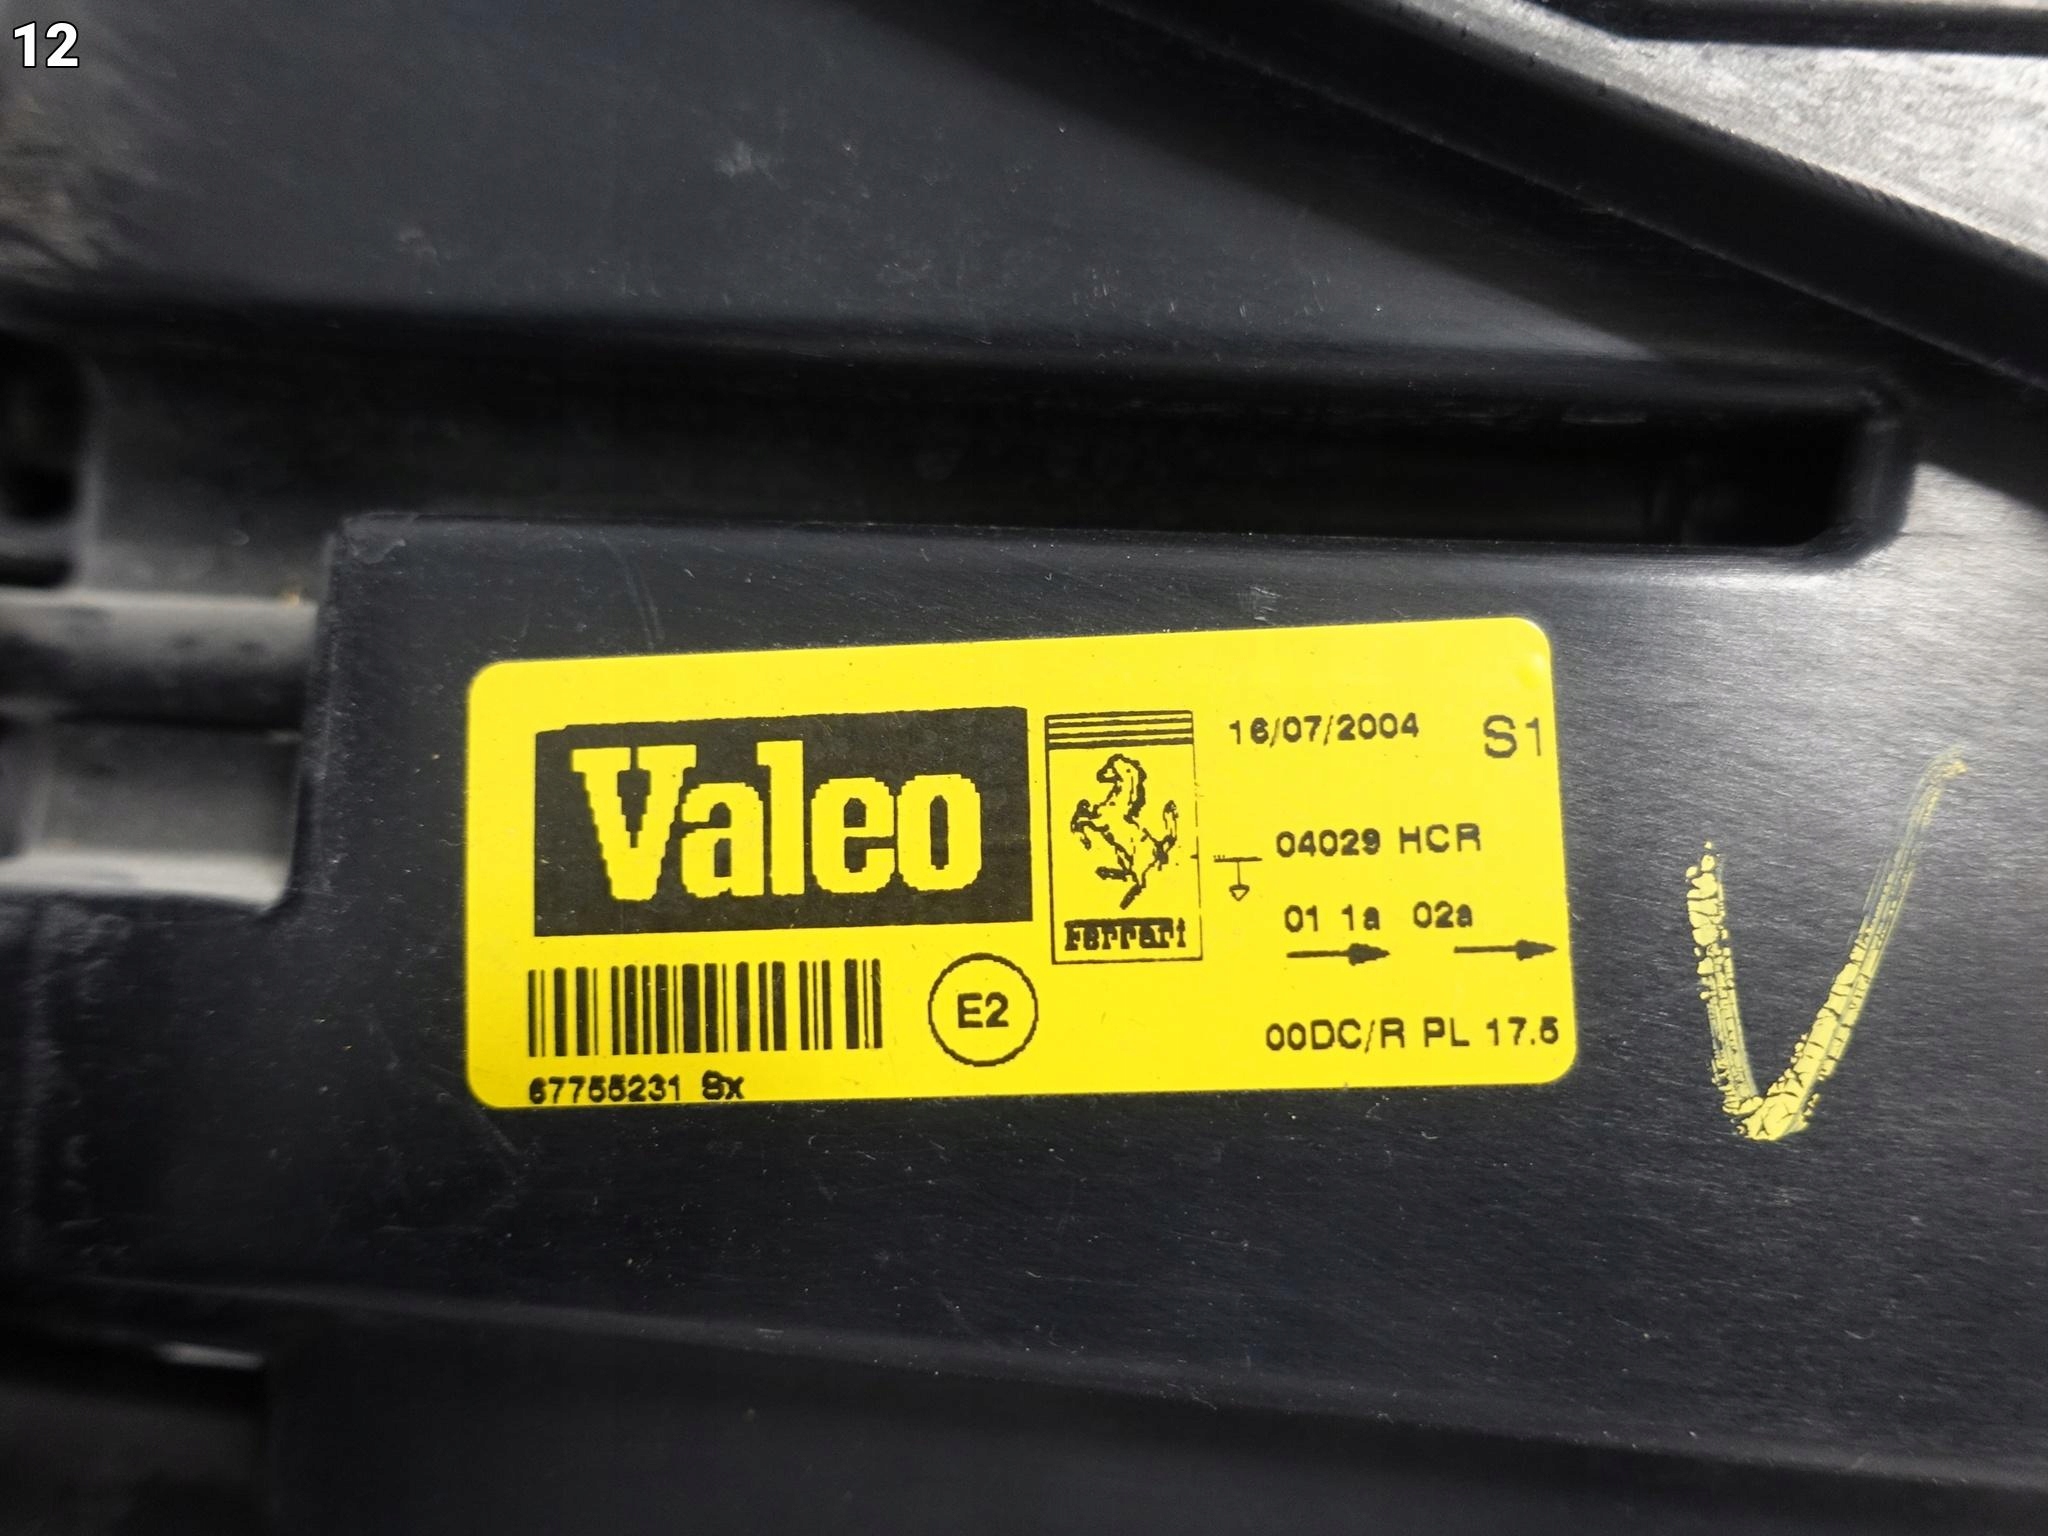 12
Valeo
Ferrari
16/07/2004 S1
04029 HCR
01 1a 02a
00DC/R PL 17.5
E2
67755231 Sx
V